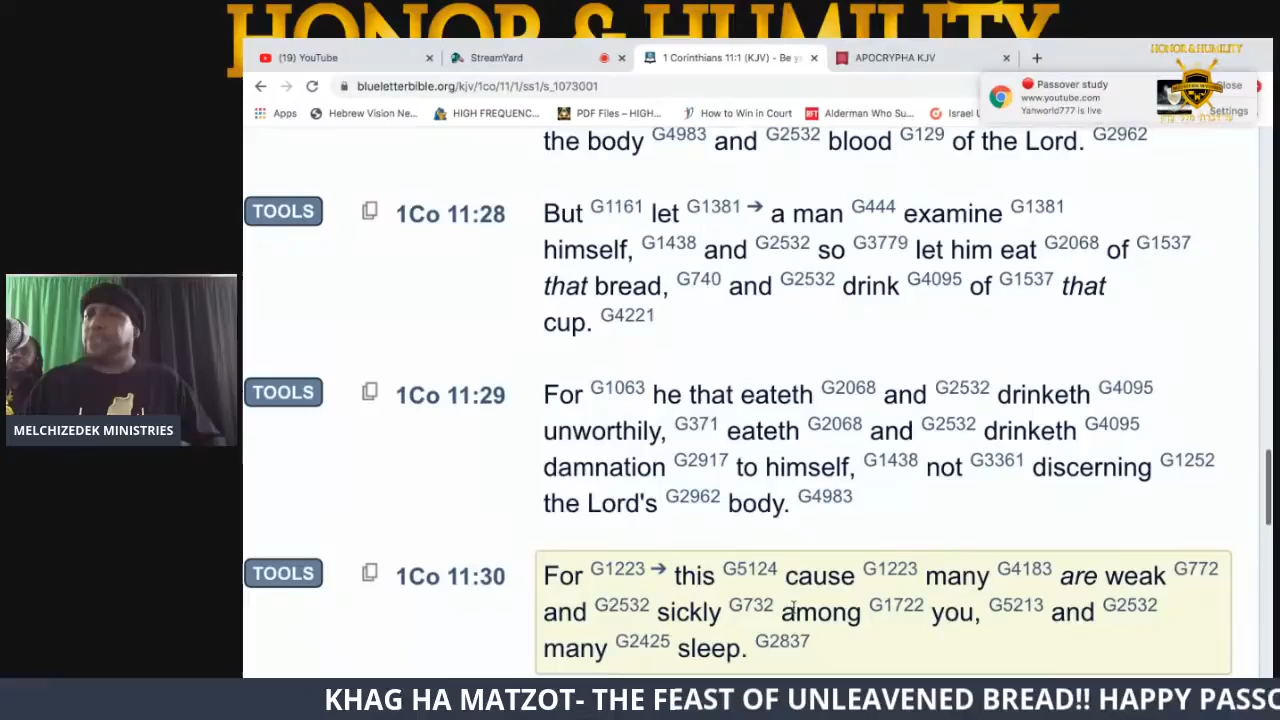 HONOR & HUMILITY
(19) YouTube
StreamYard
1 Corinthians 11:1 (KJV) - Be y
APOCRYPHA KJV
HONOR & HUMILITY
blueletterbible.org/kjv/1co/11/1/ss1/s_1073001
Passover study
www.youtube.com
Yanworld777 is live
Close
Settings
Apps
Hebrew Vision Ne...
HIGH FREQUENC...
PDF Files – HIGH...
How to Win in Court
RFT
Alderman Who Su...
Israel U
the body G4983 and G2532 blood G129 of the Lord. G2962
TOOLS
1Co 11:28
But G1161 let G1381 → a man G444 examine G1381
himself, G1438 and G2532 so G3779 let him eat G2068 of G1537
that bread, G740 and G2532 drink G4095 of G1537 that
cup. G4221
TOOLS
1Co 11:29
For G1063 he that eateth G2068 and G2532 drinketh G4095
unworthily, G371 eateth G2068 and G2532 drinketh G4095
damnation G2917 to himself, G1438 not G3361 discerning G1252
the Lord's G2962 body. G4983
TOOLS
1Co 11:30
For G1223 → this G5124 cause G1223 many G4183 are weak G772
and G2532 sickly G732 among G1722 you, G5213 and G2532
many G2425 sleep. G2837
MELCHIZEDEK MINISTRIES
KHAG HA MATZOT- THE FEAST OF UNLEAVENED BREAD!! HAPPY PASSO